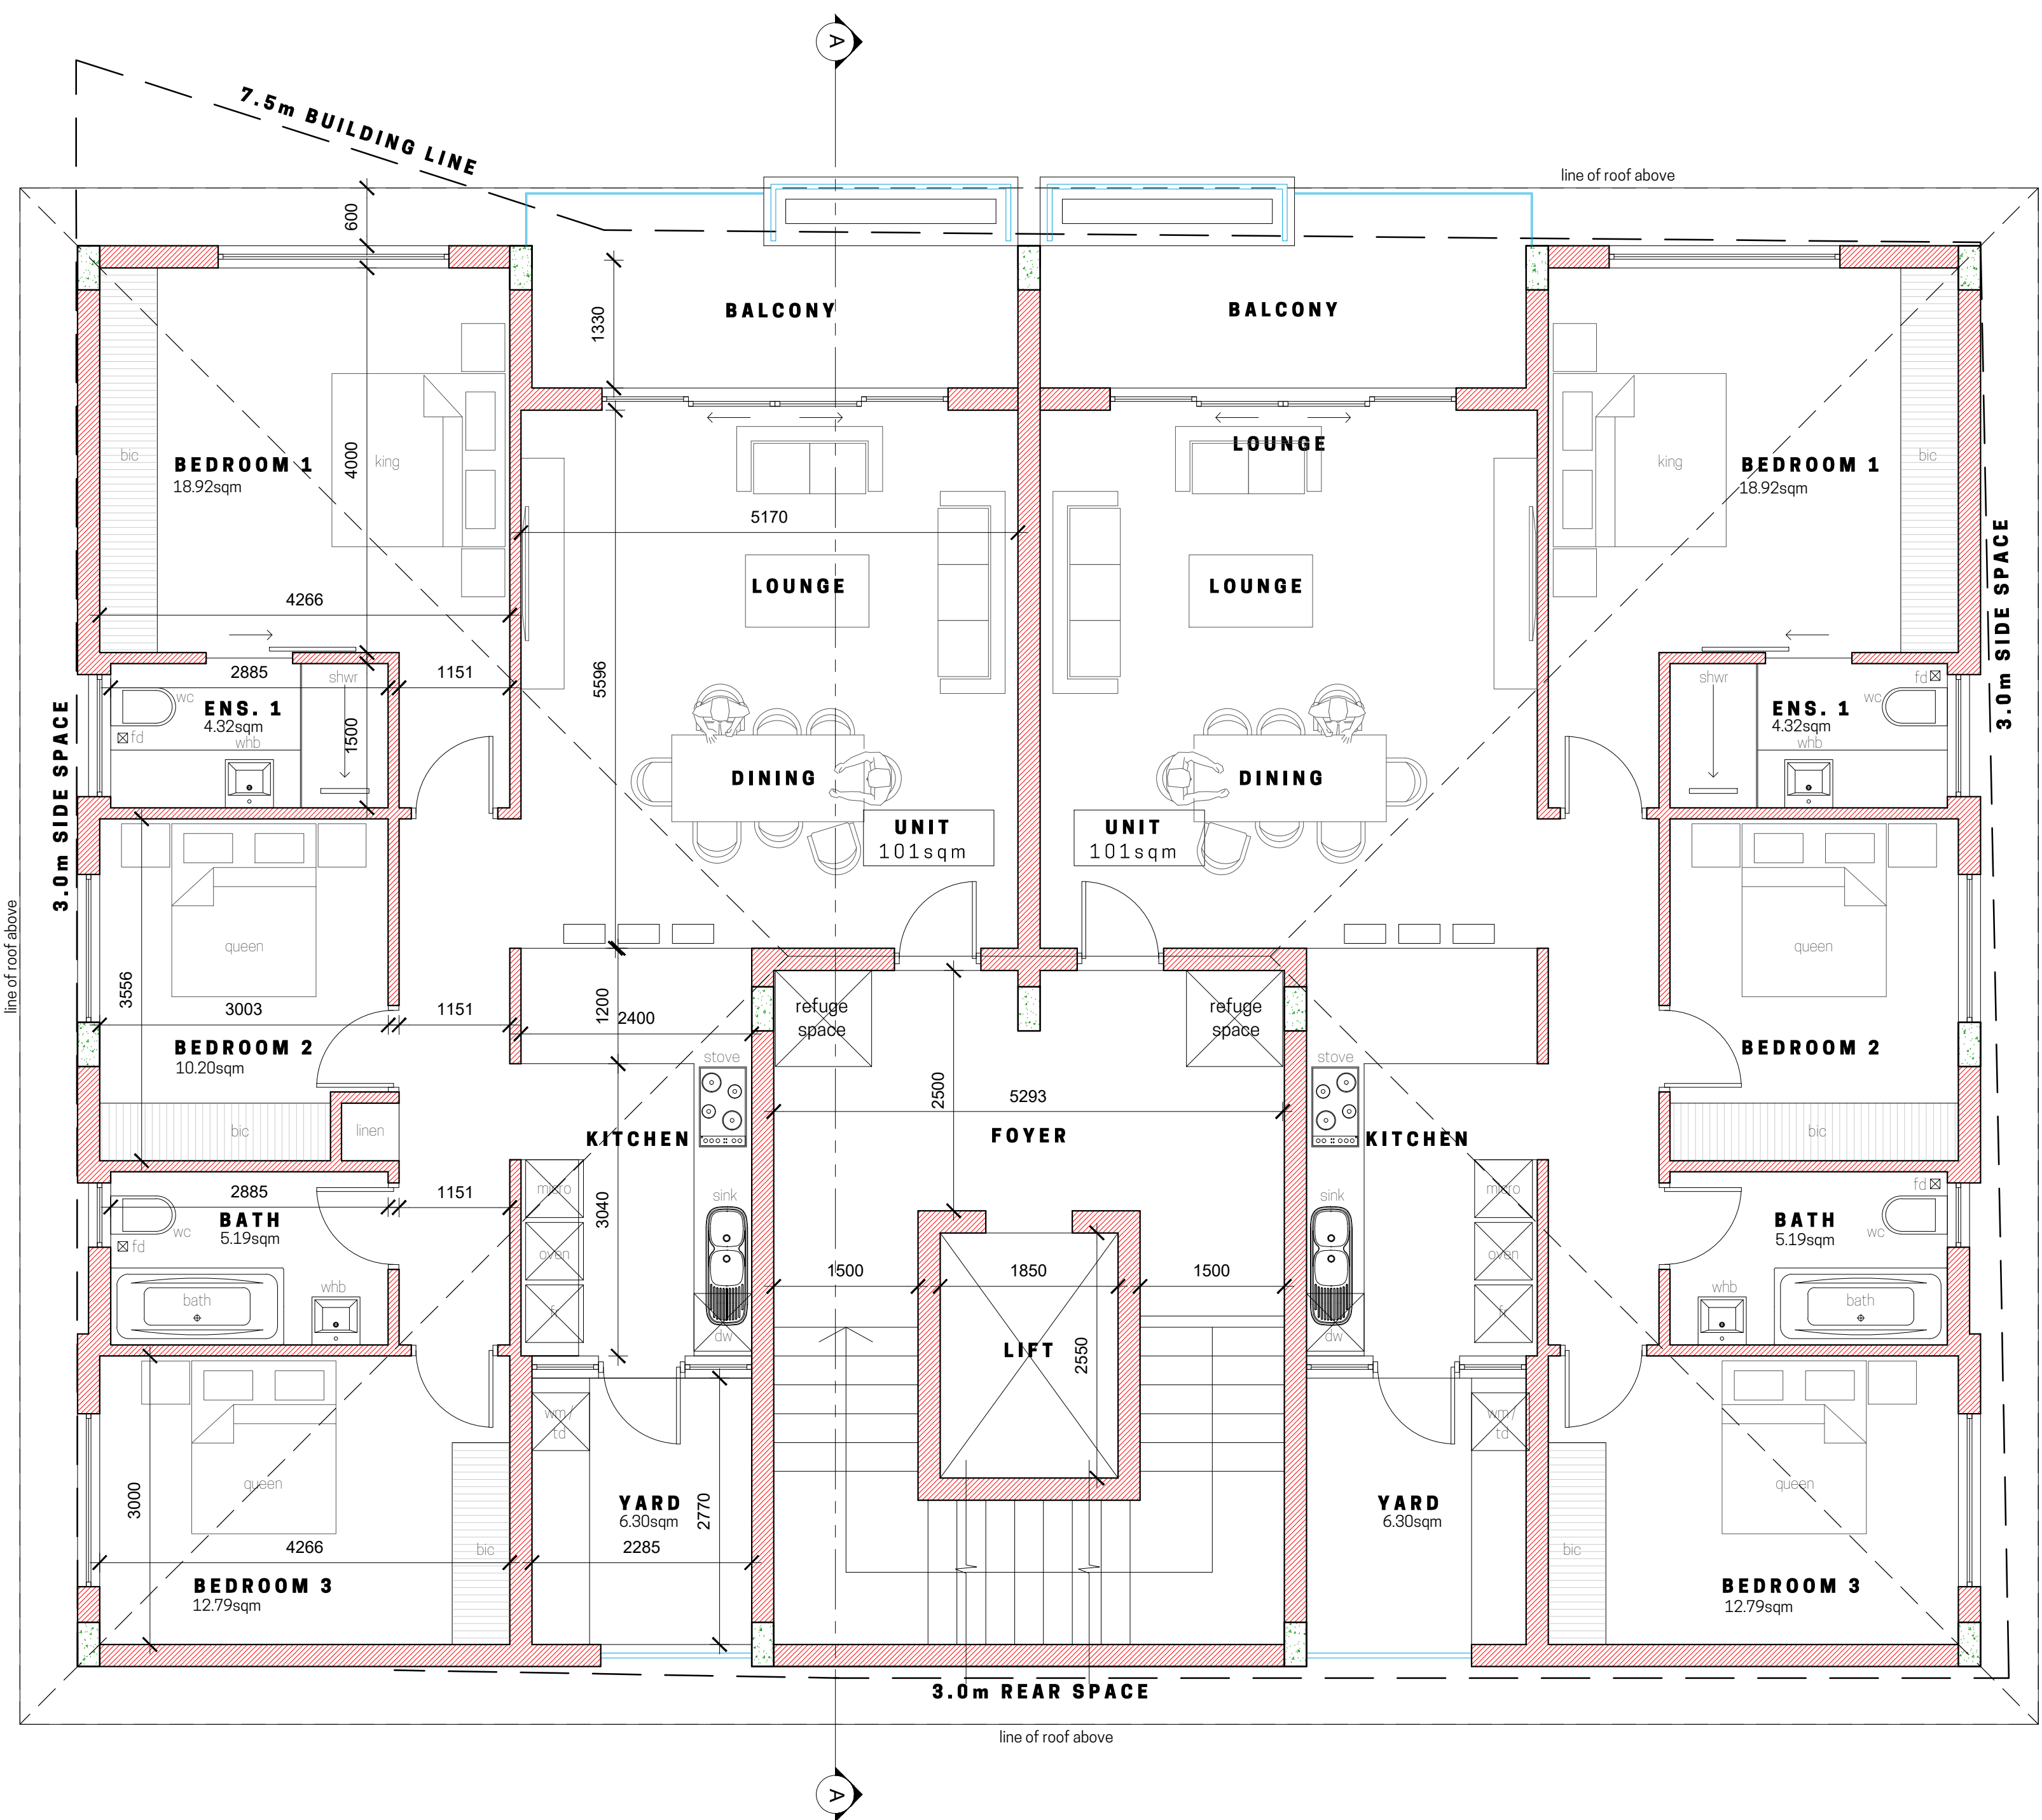 A
7.5m BUILDING LINE
line of roof above
600
1330
BALCONY
BALCONY
bic
BEDROOM 1
18.92sqm
4000
king
LOUNGE
king
BEDROOM 1
18.92sqm
bic
5170
LOUNGE
LOUNGE
4266
5596
3.0m SIDE SPACE
2885
1151
shwr
wc
ENS. 1
4.32sqm
fd
whb
1500
shwr
fd
wc
ENS. 1
4.32sqm
whb
3.0m SIDE SPACE
DINING
DINING
UNIT
101sqm
UNIT
101sqm
line of roof above
queen
3556
3003
1151
1200
2400
refuge
space
refuge
space
queen
BEDROOM 2
10.20sqm
stove
2500
5293
stove
BEDROOM 2
bic
linen
KITCHEN
FOYER
KITCHEN
bic
2885
1151
micro
sink
3040
sink
micro
fd
wc
BATH
5.19sqm
fd
wc
BATH
5.19sqm
oven
oven
1500
1850
1500
bath
whb
fr
dw
LIFT
2550
dw
fr
whb
bath
wm/
td
wm/
td
3000
queen
queen
YARD
6.30sqm
2770
YARD
6.30sqm
4266
bic
2285
bic
BEDROOM 3
12.79sqm
BEDROOM 3
12.79sqm
3.0m REAR SPACE
line of roof above
A